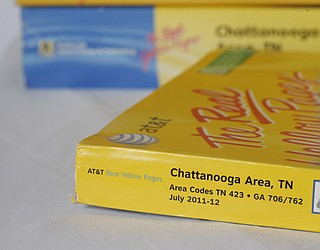 Chattanooga
Area, TN
The Real
Yellow Pages
at&t
AT&T Real Yellow Pages
Chattanooga Area, TN
Area Codes TN 423 • GA 706/762
July 2011-12